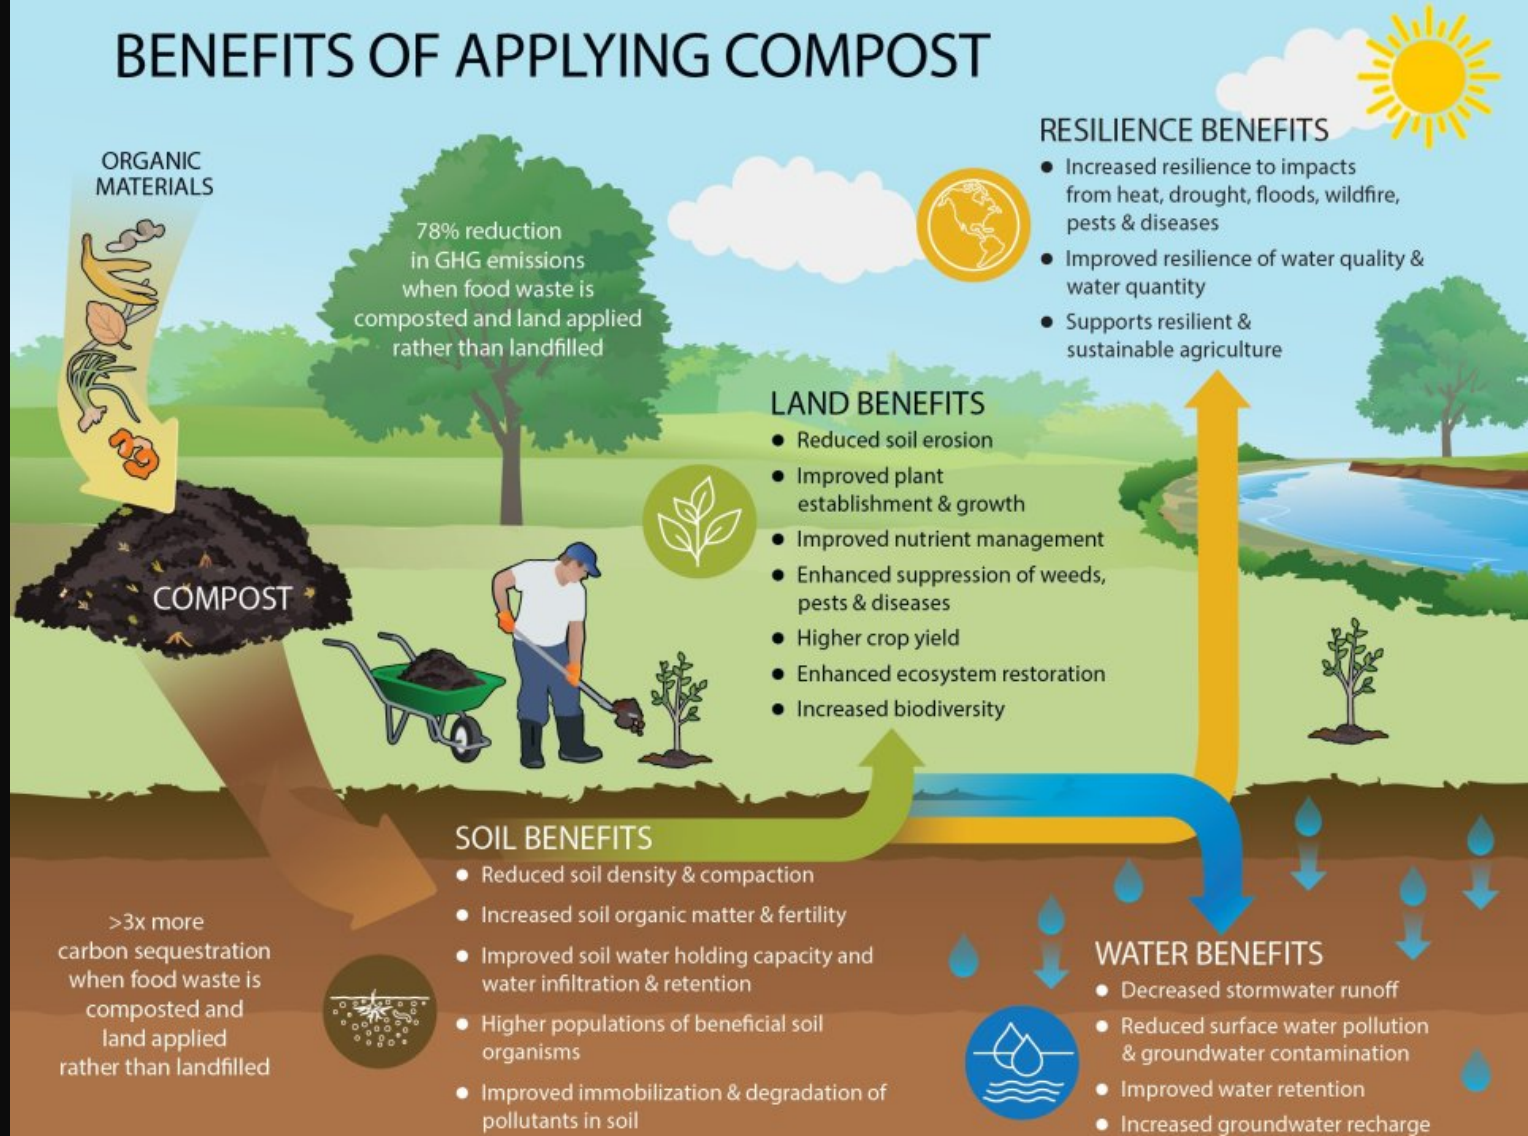 BENEFITS OF APPLYING COMPOST
ORGANIC
MATERIALS
78% reduction
in GHG emissions
when food waste is
composted and land applied
rather than landfilled
COMPOST
RESILIENCE BENEFITS
● Increased resilience to impacts
from heat, drought, floods, wildfire,
pests & diseases
● Improved resilience of water quality &
water quantity
● Supports resilient &
sustainable agriculture
LAND BENEFITS
● Reduced soil erosion
● Improved plant
establishment & growth
● Improved nutrient management
● Enhanced suppression of weeds,
pests & diseases
● Higher crop yield
● Enhanced ecosystem restoration
● Increased biodiversity
>3x more
carbon sequestration
when food waste is
composted and
land applied
rather than landfilled
SOIL BENEFITS
● Reduced soil density & compaction
● Increased soil organic matter & fertility
● Improved soil water holding capacity and
water infiltration & retention
● Higher populations of beneficial soil
organisms
● Improved immobilization & degradation of
pollutants in soil
WATER BENEFITS
● Decreased stormwater runoff
● Reduced surface water pollution
& groundwater contamination
● Improved water retention
● Increased groundwater recharge